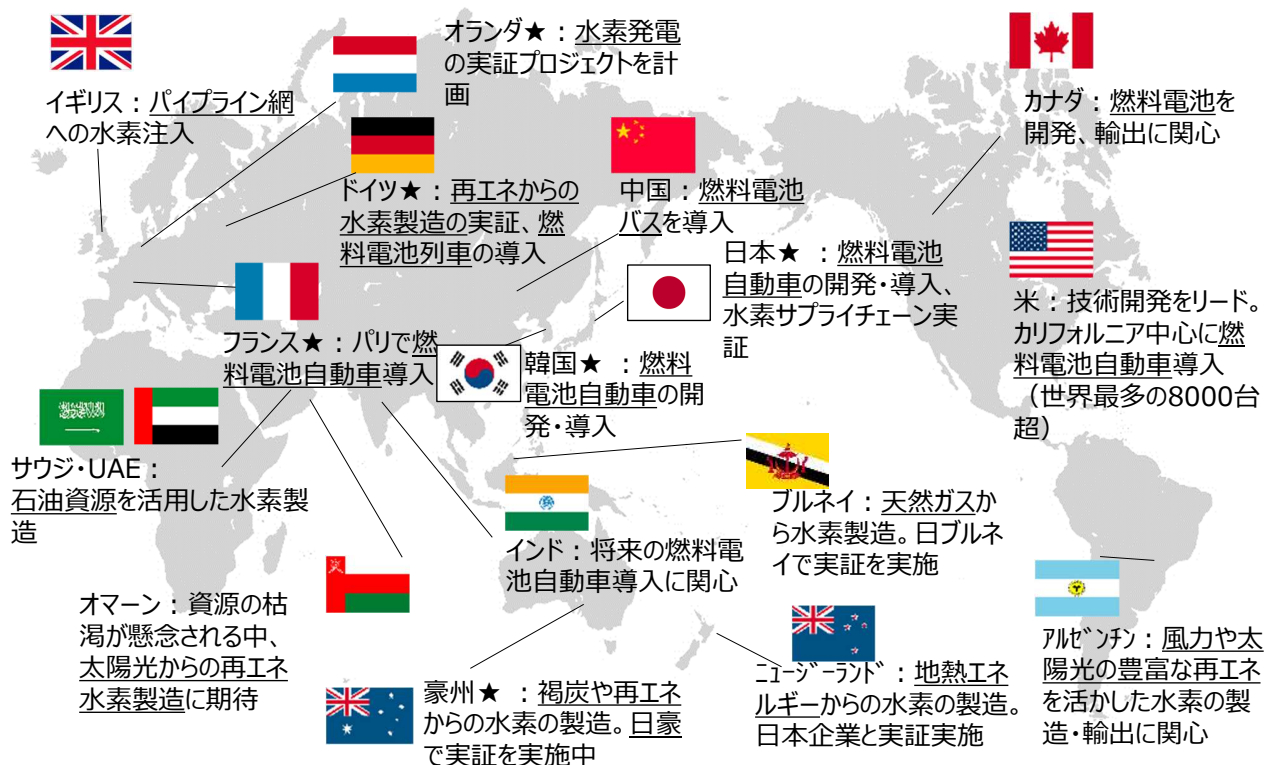 オランダ★：水素発電
の実証プロジェクトを計
画
イギリス：パイプライン網
への水素注入
カナダ：燃料電池を
開発、輸出に関心
ドイツ★：再エネからの
水素製造の実証、燃
料電池列車の導入
中国：燃料電池
バスを導入
日本★：燃料電池
自動車の開発・導入、
水素サプライチェーン実
証
米：技術開発をリード。
カリフォルニア中心に燃
料電池自動車導入
（世界最多の8000台
超）
フランス★：パリで燃
料電池自動車導入
韓国★：燃料
電池自動車の開
発・導入
サウジ・UAE：
石油資源を活用した水素製
造
インド：将来の燃料電
池自動車導入に関心
ブルネイ：天然ガスか
ら水素製造。日ブルネ
イで実証を実施
オマーン：資源の枯
渇が懸念される中、
太陽光からの再エネ
水素製造に期待
豪州★：褐炭や再エネ
からの水素の製造。日豪
で実証を実施中
ﾆｭｰｼﾞｰﾗﾝﾄﾞ：地熱エネ
ルギーからの水素の製造。
日本企業と実証実施
ｱﾙｾﾞﾝﾁﾝ：風力や太
陽光の豊富な再エネ
を活かした水素の製
造・輸出に関心